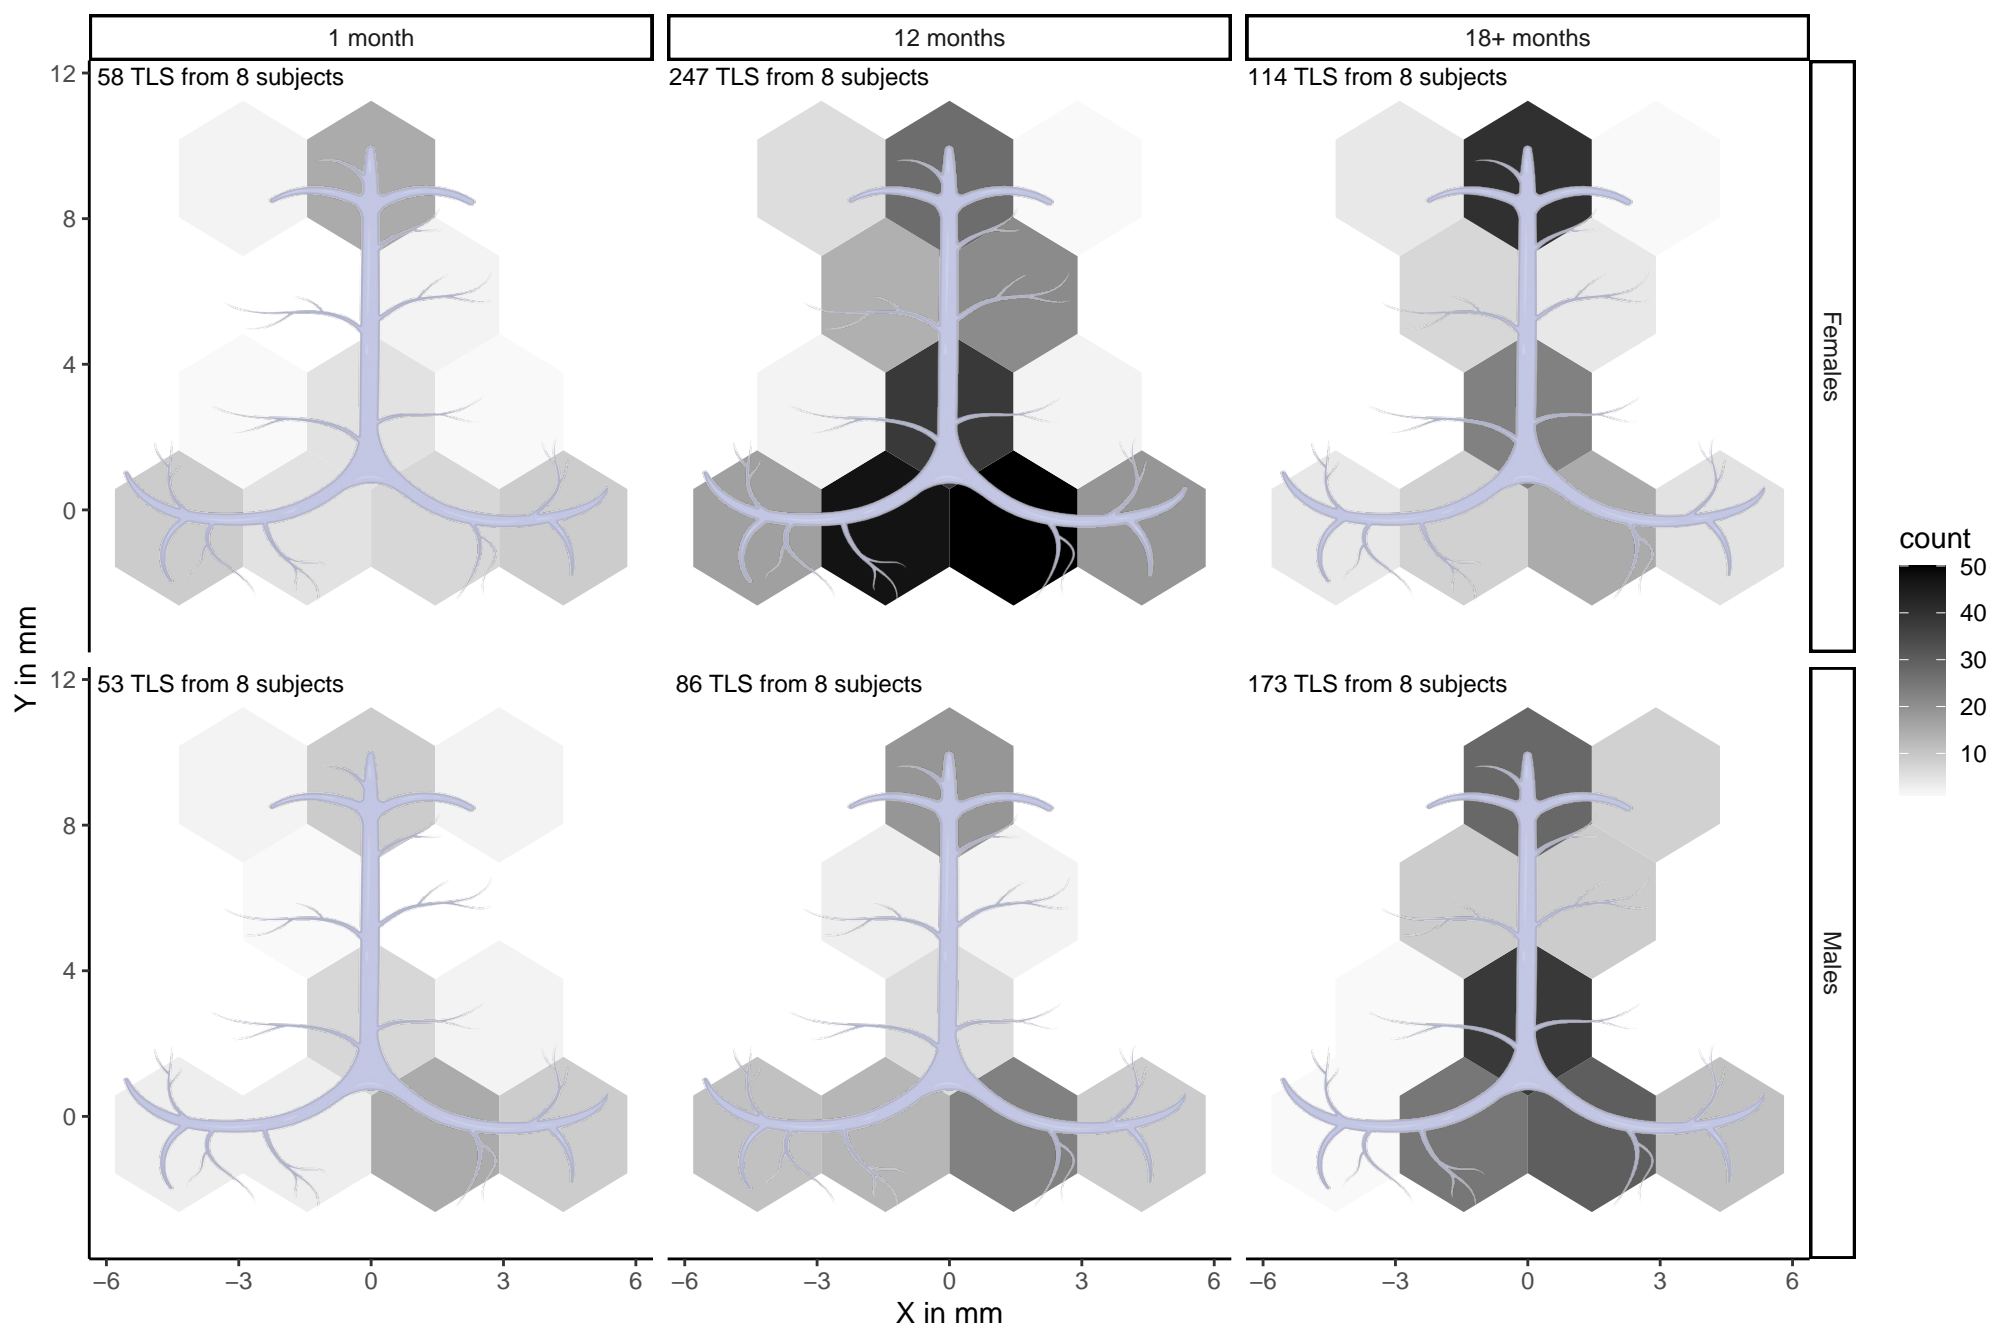 1 month
12 months
18+ months
58 TLS from 8 subjects
247 TLS from 8 subjects
114 TLS from 8 subjects
12
8
4
0
Females
53 TLS from 8 subjects
86 TLS from 8 subjects
173 TLS from 8 subjects
12
8
4
0
Males
Y in mm
−6 −3 0 3 6
−6 −3 0 3 6
−6 −3 0 3 6
X in mm
count
50
40
30
20
10